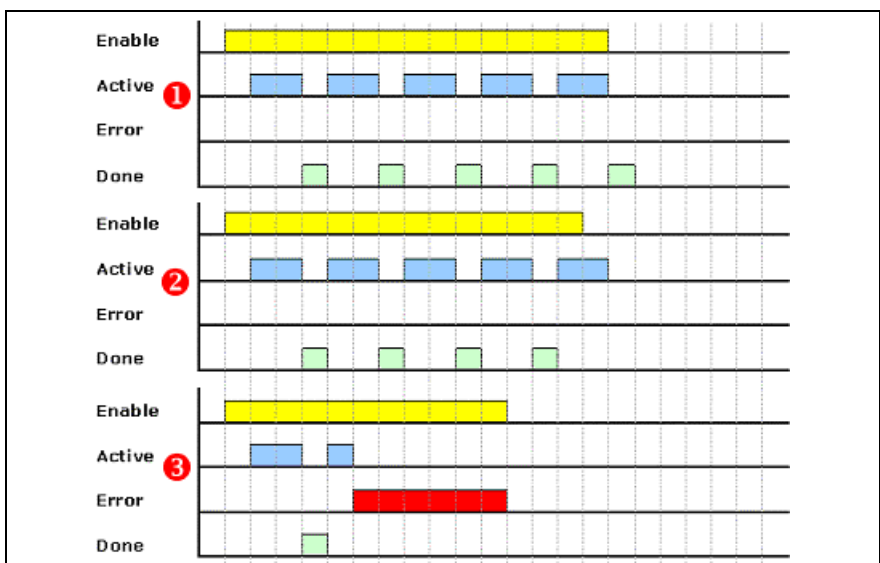 Enable
Active
1
Error
Done
Enable
Active
2
Error
Done
Enable
Active
3
Error
Done